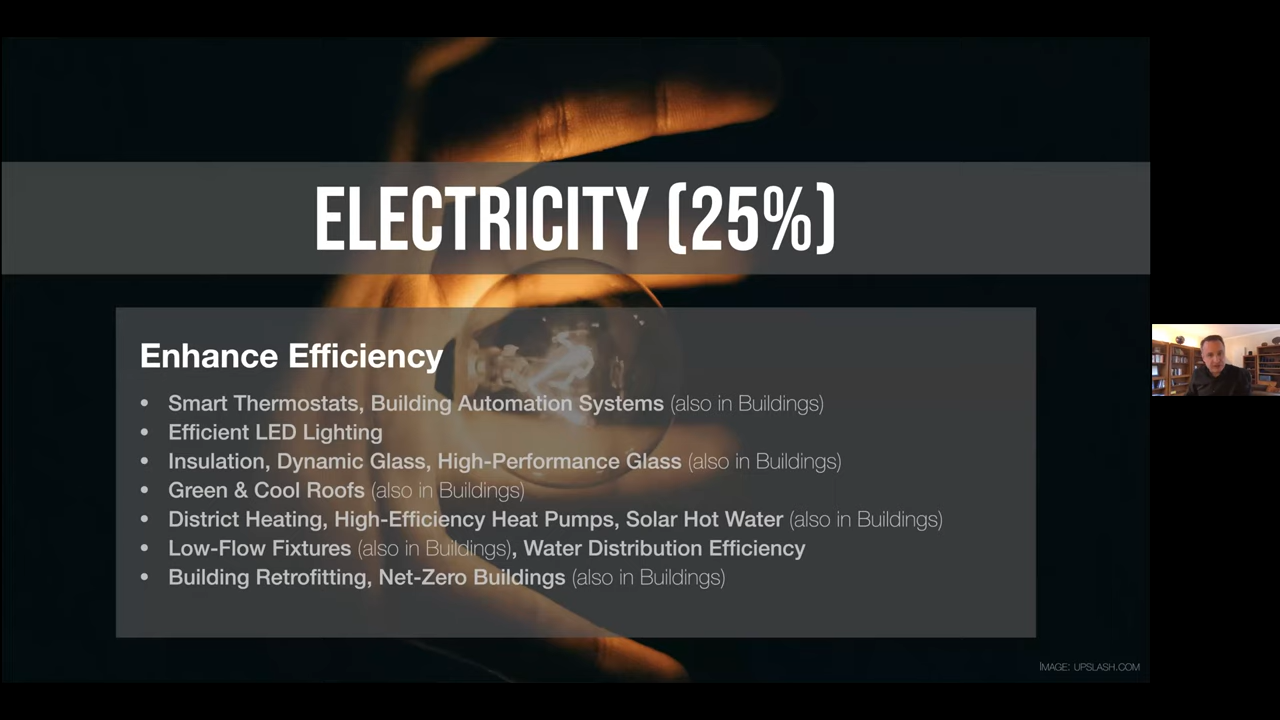 ELECTRICITY (25%)
Enhance Efficiency
• Smart Thermostats, Building Automation Systems (also in Buildings)
• Efficient LED Lighting
• Insulation, Dynamic Glass, High-Performance Glass (also in Buildings)
• Green & Cool Roofs (also in Buildings)
• District Heating, High-Efficiency Heat Pumps, Solar Hot Water (also in Buildings)
• Low-Flow Fixtures (also in Buildings), Water Distribution Efficiency
• Building Retrofitting, Net-Zero Buildings (also in Buildings)
IMAGE: UPSLASH.COM